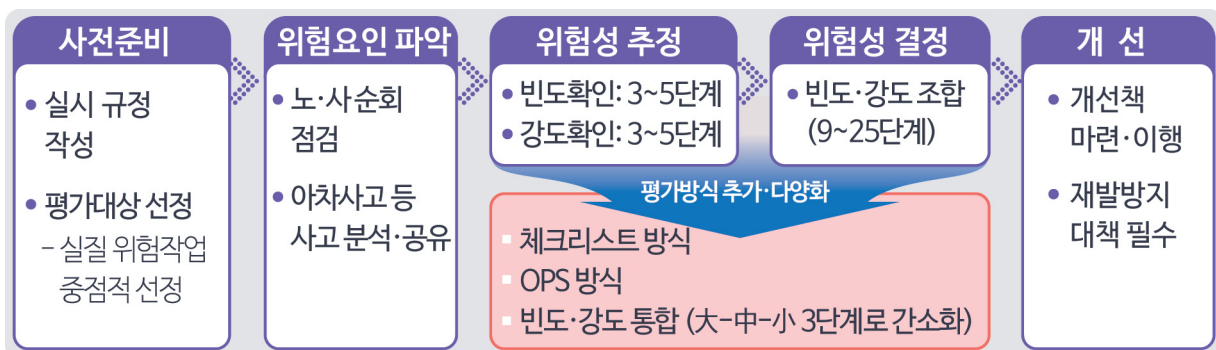 사전준비
• 실시 규정
작성
• 평가대상 선정
– 실질 위험작업
중점적 선정
위험요인 파악
• 노·사 순회
점검
• 아차사고 등
사고 분석·공유
위험성 추정
• 빈도확인: 3~5단계
• 강도확인: 3~5단계
위험성 결정
• 빈도·강도 조합
(9~25단계)
평가방식 추가·다양화
▪ 체크리스트 방식
▪ OPS 방식
▪ 빈도·강도 통합 (大-中-小 3단계로 간소화)
개 선
• 개선책
마련·이행
• 재발방지
대책 필수